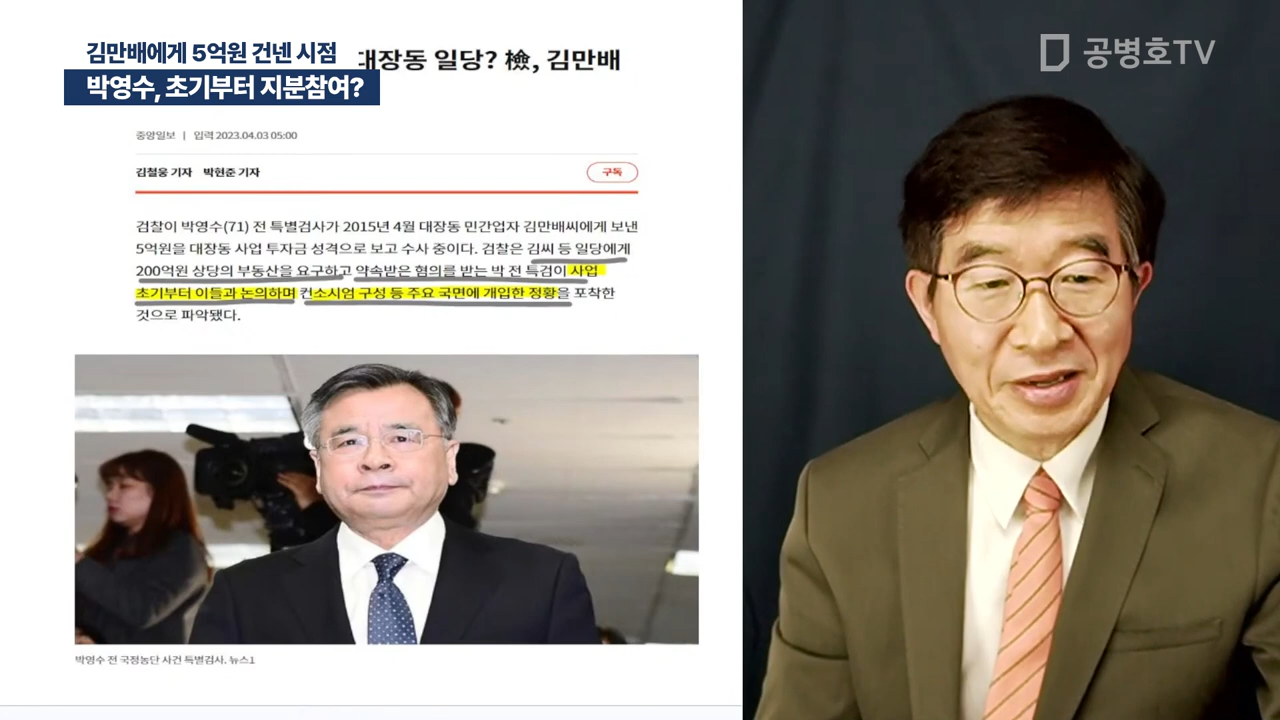 김만배에게 5억원 건넨 시점
박영수, 초기부터 지분참여?
대장동 일당? 檢, 김만배
공병호TV
중앙일보 | 입력 2023.04.03 05:00
김철웅 기자 박현준 기자
구독
검찰이 박영수(71) 전 특별검사가 2015년 4월 대장동 민간업자 김만배씨에게 보낸
5억원을 대장동 사업 투자금 성격으로 보고 수사 중이다. 검찰은 김씨 등 일당에게
200억원 상당의 부동산을 요구하고 약속받은 혐의를 받는 박 전 특검이 사업
초기부터 이들과 논의하며 컨소시엄 구성 등 주요 국면에 개입한 정황을 포착한
것으로 파악됐다.
박영수 전 국정농단 사건 특별검사. 뉴스1